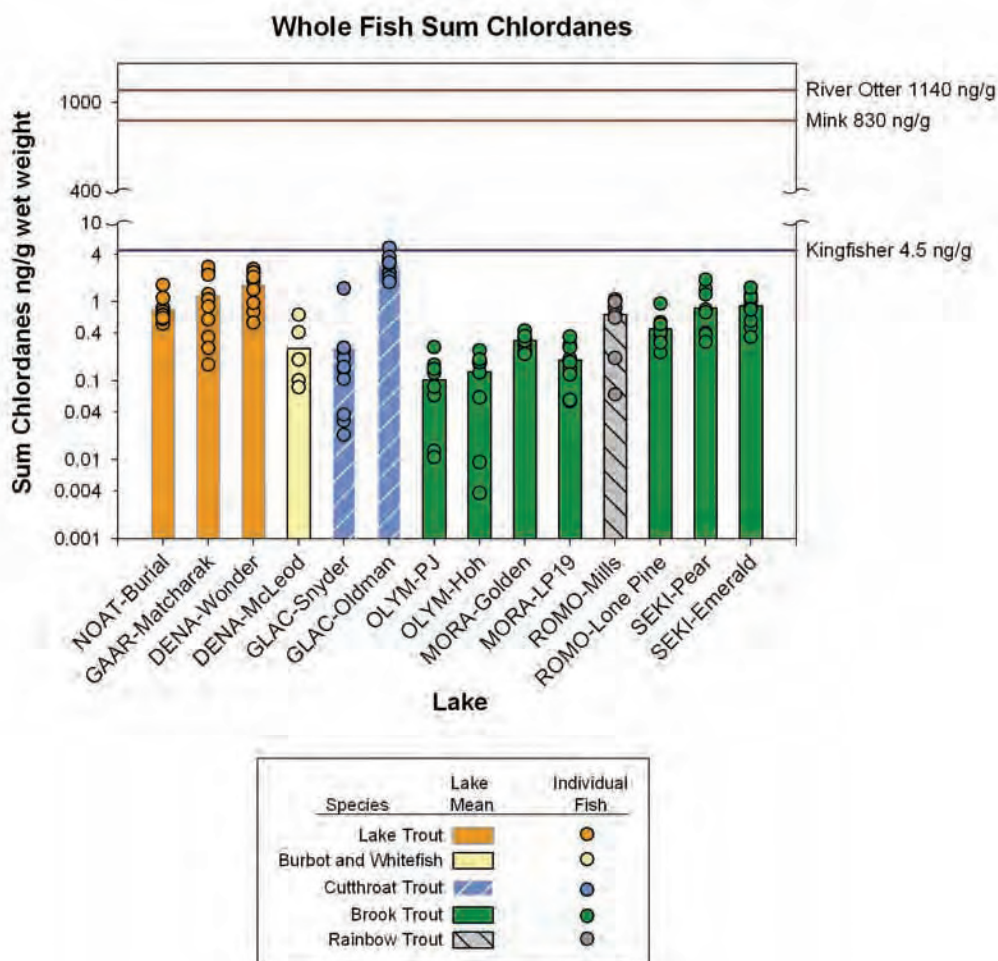 Whole Fish Sum Chlordanes
Sum Chlordanes ng/g wet weight
1000
400
10
4
1
0.4
0.1
0.04
0.01
0.004
0.001
River Otter 1140 ng/g
Mink 830 ng/g
Kingfisher 4.5 ng/g
NOAT-Burial
GAAR-Matcharak
DENA-Wonder
DENA-McLeod
GLAC-Snyder
GLAC-Oldman
OLYM-PJ
OLYM-Hoh
MORA-Golden
MORA-LP19
ROMO-Mills
ROMO-Lone Pine
SEKI-Pear
SEKI-Emerald
Lake
Species Lake Mean Individual Fish
Lake Trout
Burbot and Whitefish
Cutthroat Trout
Brook Trout
Rainbow Trout